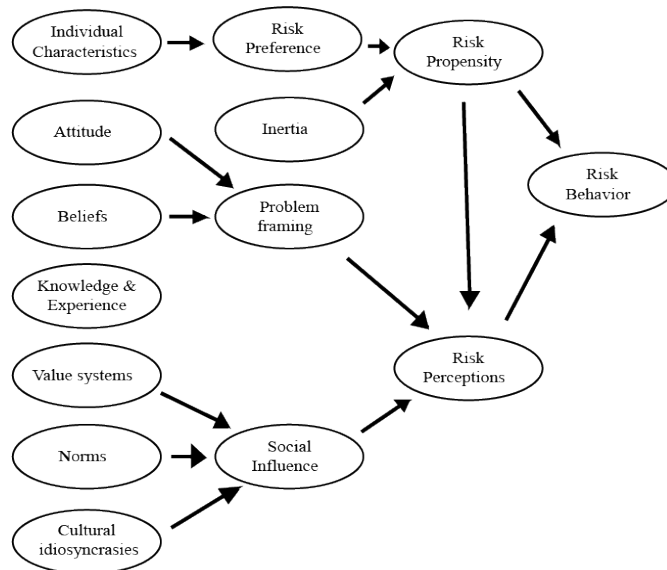 Individual
Characteristics
Risk
Preference
Risk
Propensity
Attitude
Inertia
Risk
Behavior
Beliefs
Problem
framing
Knowledge &
Experience
Value systems
Risk
Perceptions
Norms
Social
Influence
Cultural
idiosyncrasies